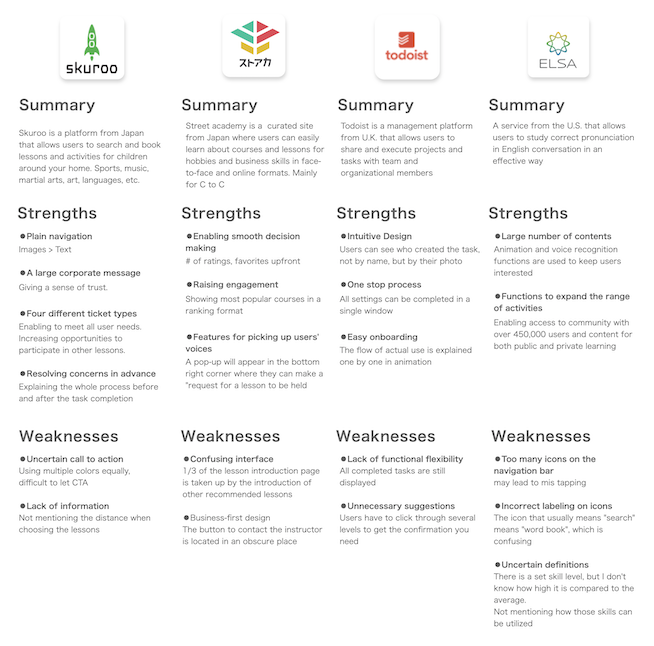 skuroo
Summary
Skuroo is a platform from Japan
that allows users to search and book
lessons and activities for children
around your home. Sports, music,
martial arts, art, languages, etc.
Strengths
Plain navigation
Images > Text
A large corporate message
Giving a sense of trust.
Four different ticket types
Enabling to meet all user needs.
Increasing opportunities to
participate in other lessons.
Resolving concerns in advance
Explaining the whole process before
and after the task completion
Weaknesses
Uncertain call to action
Using multiple colors equally,
difficult to let CTA
Lack of information
Not mentioning the distance when
choosing the lessons
ストアカ
Summary
Street academy is a curated site
from Japan where users can easily
learn about courses and lessons for
hobbies and business skills in face-
to-face and online formats. Mainly
for C to C
Strengths
Enabling smooth decision
making
# of ratings, favorites upfront
Raising engagement
Showing most popular courses in a
ranking format
Features for picking up users'
voices
A pop-up will appear in the bottom
right corner where they can make a
"request for a lesson to be held
Weaknesses
Confusing interface
1/3 of the lesson introduction page
is taken up by the introduction of
other recommended lessons
Business-first design
The button to contact the instructor
is located in an obscure place
todoist
Summary
Todoist is a management platform
from U.K. that allows users to
share and execute projects and
tasks with team and
organizational members
Strengths
Intuitive Design
Users can see who created the task,
not by name, but by their photo
One stop process
All settings can be completed in a
single window
Easy onboarding
The flow of actual use is explained
one by one in animation
Weaknesses
Lack of functional flexibility
All completed tasks are still
displayed
Unnecessary suggestions
Users have to click through several
levels to get the confirmation you
need
ELSA
Summary
A service from the U.S. that allows
users to study correct pronunciation
in English conversation in an
effective way
Strengths
Large number of contents
Animation and voice recognition
functions are used to keep users
interested
Functions to expand the range
of activities
Enabling access to community with
over 450,000 users and content for
both public and private learning
Weaknesses
Too many icons on the
navigation bar
may lead to mis tapping
Incorrect labeling on icons
The icon that usually means "search"
means "word book", which is
confusing
Uncertain definitions
There is a set skill level, but I don't
know how high it is compared to the
average.
Not mentioning how those skills can
be utilized